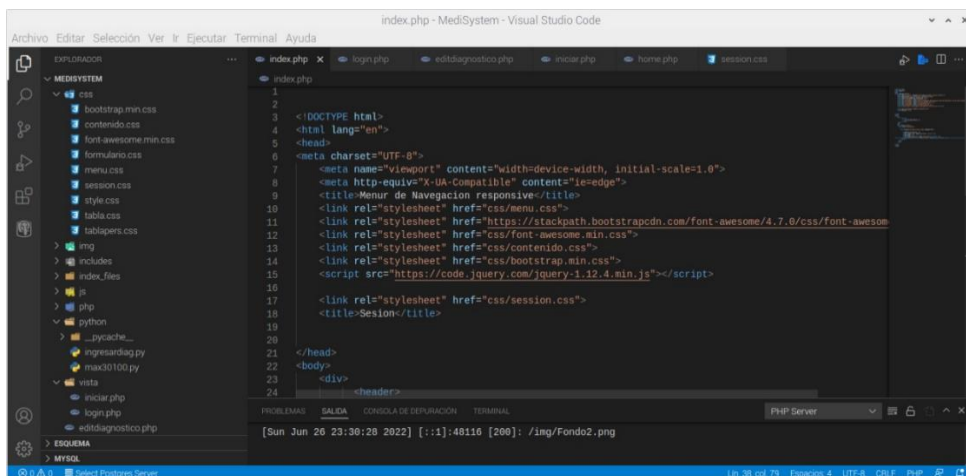 index.php - MediSystem - Visual Studio Code
Archivo Editar Selección Ver Ir Ejecutar Terminal Ayuda
EXPLORADOR
MEDISYSTEM
css
bootstrap.min.css
contenido.css
font-awesome.min.css
formulario.css
menu.css
session.css
style.css
tabla.css
tablapers.css
img
includes
index_files
js
php
python
__pycache__
ingresardiag.py
max30100.py
vista
iniciar.php
login.php
editdiagnostico.php
ESQUEMA
MYSQL
index.php login.php editdiagnostico.php iniciar.php home.php session.css
index.php
1
2
3 <!DOCTYPE html>
4 <html lang="en">
5 <head>
6 <meta charset="UTF-8">
7 <meta name="viewport" content="width=device-width, initial-scale=1.0">
8 <meta http-equiv="X-UA-Compatible" content="ie=edge">
9 <title>Menur de Navegacion responsive</title>
10 <link rel="stylesheet" href="css/menu.css">
11 <link rel="stylesheet" href="https://stackpath.bootstrapcdn.com/font-awesome/4.7.0/css/font-awesom
12 <link rel="stylesheet" href="css/font-awesome.min.css">
13 <link rel="stylesheet" href="css/contenido.css">
14 <link rel="stylesheet" href="css/bootstrap.min.css">
15 <script src="https://code.jquery.com/jquery-1.12.4.min.js"></script>
16
17 <link rel="stylesheet" href="css/session.css">
18 <title>Sesion</title>
19
20
21 </head>
22 <body>
23 <div>
24 <header>
PROBLEMAS SALIDA CONSOLA DE DEPURACIÓN TERMINAL PHP Server
[Sun Jun 26 23:30:28 2022] [::1]:48116 [200]: /img/Fondo2.png
0 0 Select Postgres Server Lín. 38, col. 79 Espacios: 4 UTF-8 CRLF PHP